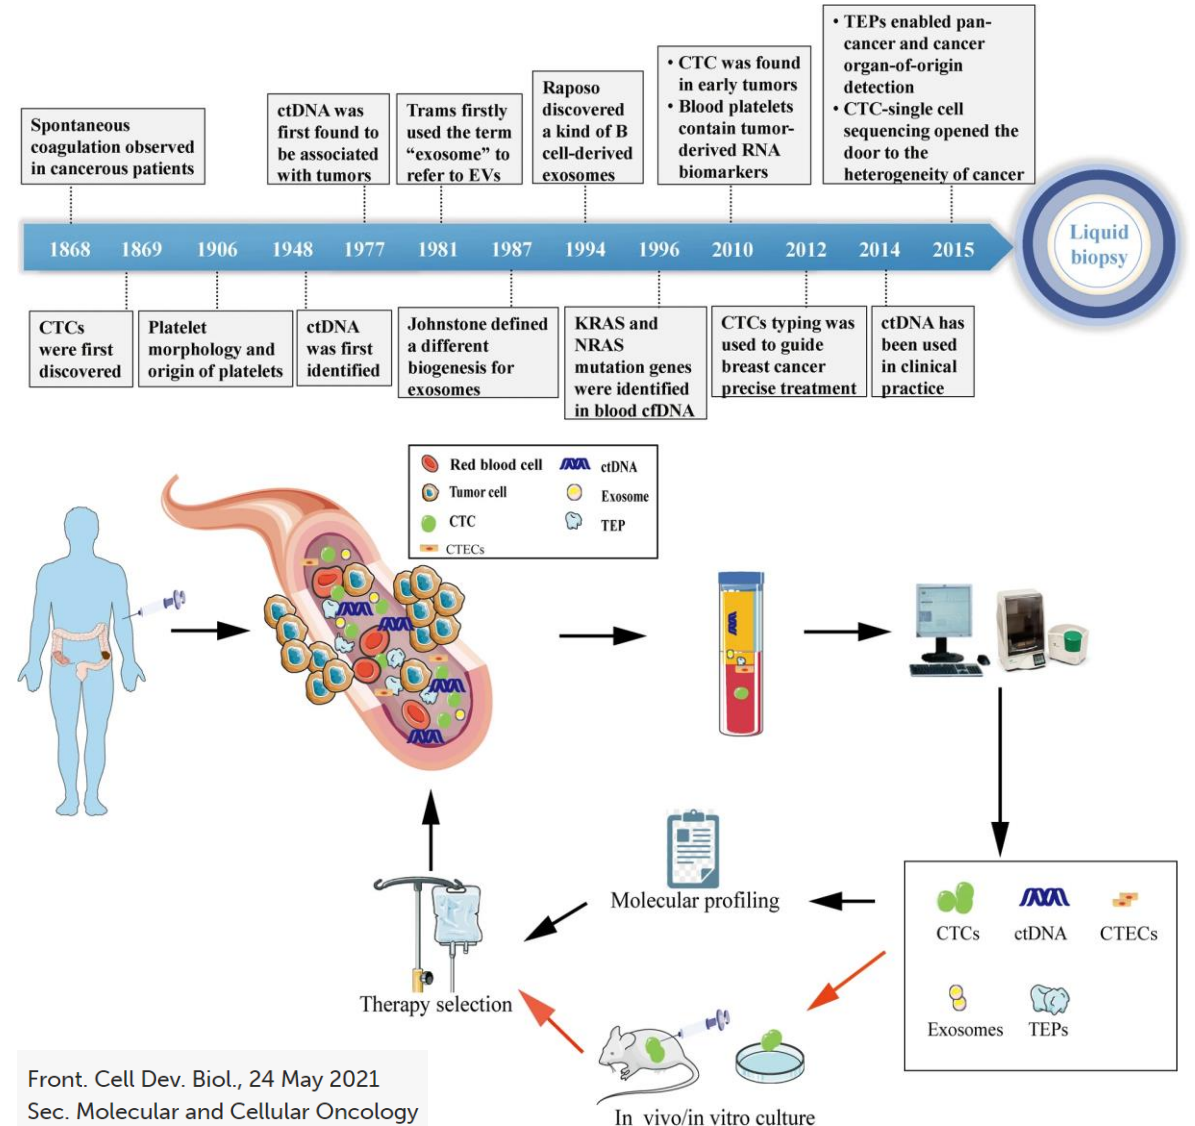 Spontaneous
coagulation observed
in cancerous patients
ctDNA was
first found to
be associated
with tumors
Trams firstly
used the term
“exosome” to
refer to EVs
Raposo
discovered
a kind of B
cell-derived
exosomes
• CTC was found
in early tumors
• Blood platelets
contain tumor-
derived RNA
biomarkers
• TEPs enabled pan-
cancer and cancer
organ-of-origin
detection
• CTC-single cell
sequencing opened the
door to the
heterogeneity of cancer
1868 1869 1906 1948 1977 1981 1987 1994 1996 2010 2012 2014 2015
Liquid
biopsy
CTCs
were first
discovered
Platelet
morphology and
origin of platelets
ctDNA
was first
identified
Johnstone defined
a different
biogenesis for
exosomes
KRAS and
NRAS
mutation genes
were identified
in blood cfDNA
CTCs typing was
used to guide
breast cancer
precise treatment
ctDNA has
been used
in clinical
practice
Red blood cell
ctDNA
Tumor cell
Exosome
CTC
TEP
CTECs
Molecular profiling
CTCs
ctDNA
CTECs
Exosomes
TEPs
Therapy selection
In vivo/in vitro culture
Front. Cell Dev. Biol., 24 May 2021
Sec. Molecular and Cellular Oncology